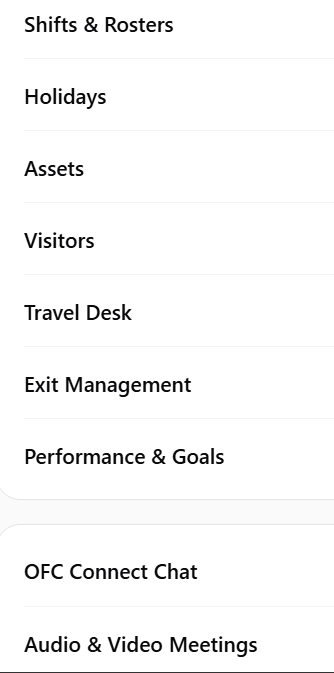 Shifts & Rosters
Holidays
Assets
Visitors
Travel Desk
Exit Management
Performance & Goals
OFC Connect Chat
Audio & Video Meetings